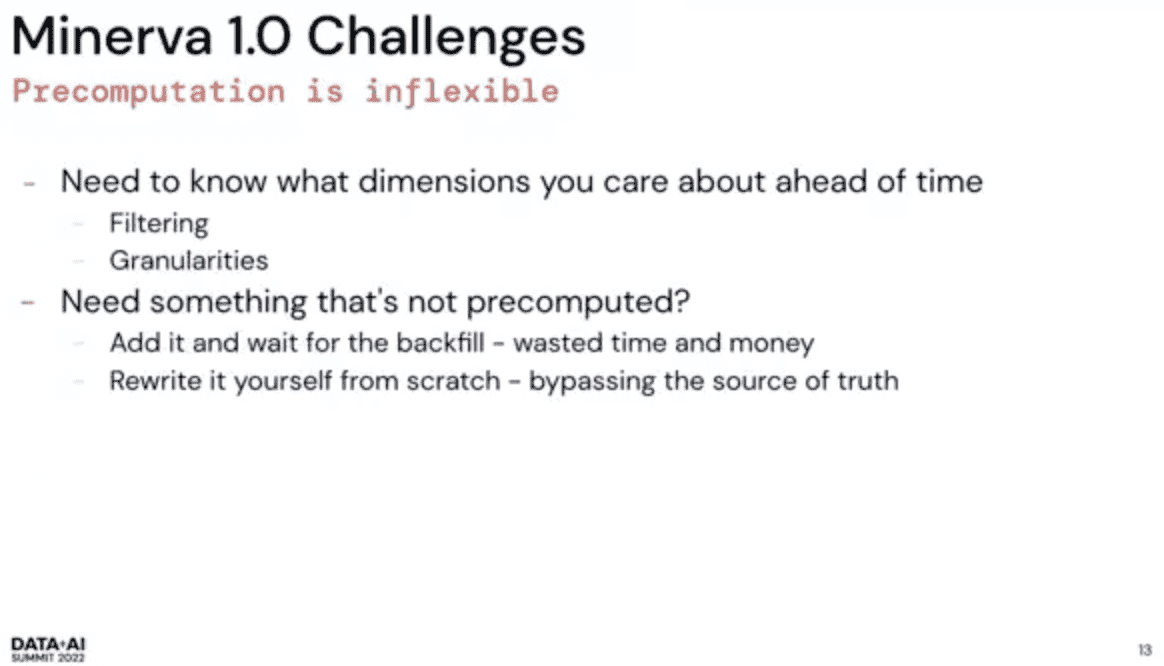 Minerva 1.0 Challenges
Precomputation is inflexible
- Need to know what dimensions you care about ahead of time
- Filtering
- Granularities
- Need something that's not precomputed?
- Add it and wait for the backfill - wasted time and money
- Rewrite it yourself from scratch - bypassing the source of truth
DATA+AI
SUMMIT 2022
13